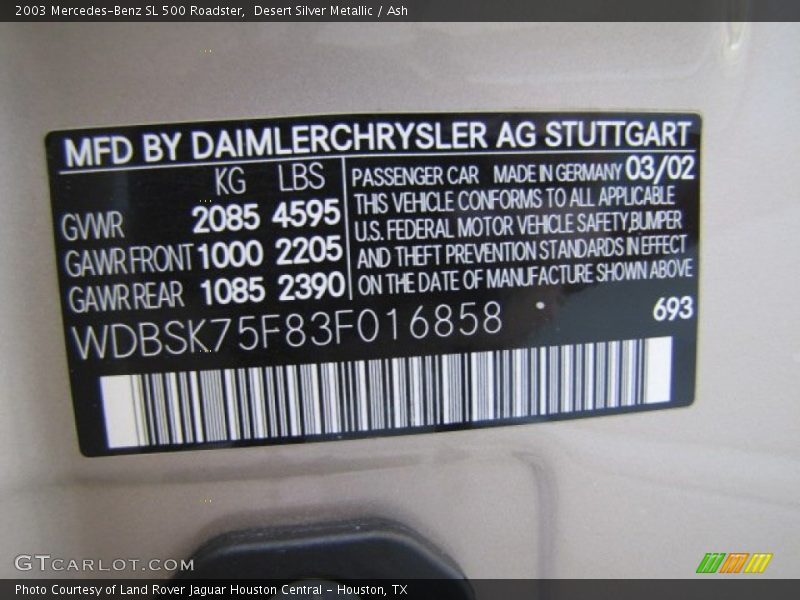 2003 Mercedes-Benz SL 500 Roadster,  Desert Silver Metallic / Ash
MFD BY DAIMLERCHRYSLER AG STUTTGART
KG LBS
GVWR 2085 4595
GAWR FRONT 1000 2205
GAWR REAR 1085 2390
PASSENGER CAR MADE IN GERMANY 03/02
THIS VEHICLE CONFORMS TO ALL APPLICABLE
U.S. FEDERAL MOTOR VEHICLE SAFETY,BUMPER
AND THEFT PREVENTION STANDARDS IN EFFECT
ON THE DATE OF MANUFACTURE SHOWN ABOVE
693
WDBSK75F83F016858
GTCARLOT.COM
Photo Courtesy of Land Rover Jaguar Houston Central - Houston, TX